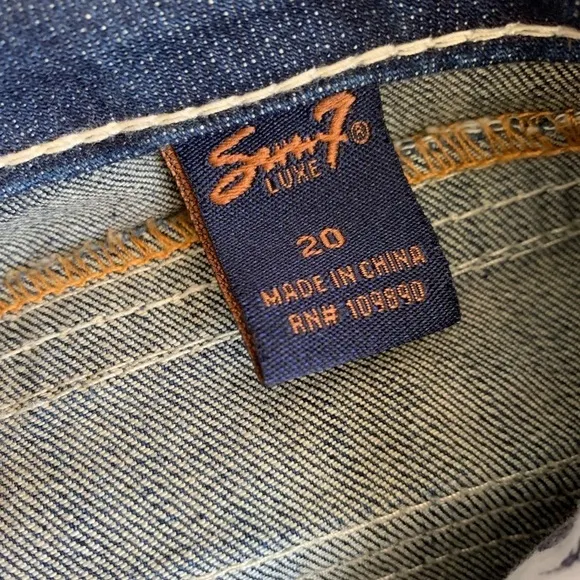 Seven7®
LUXE
20
MADE IN CHINA
RN# 109890